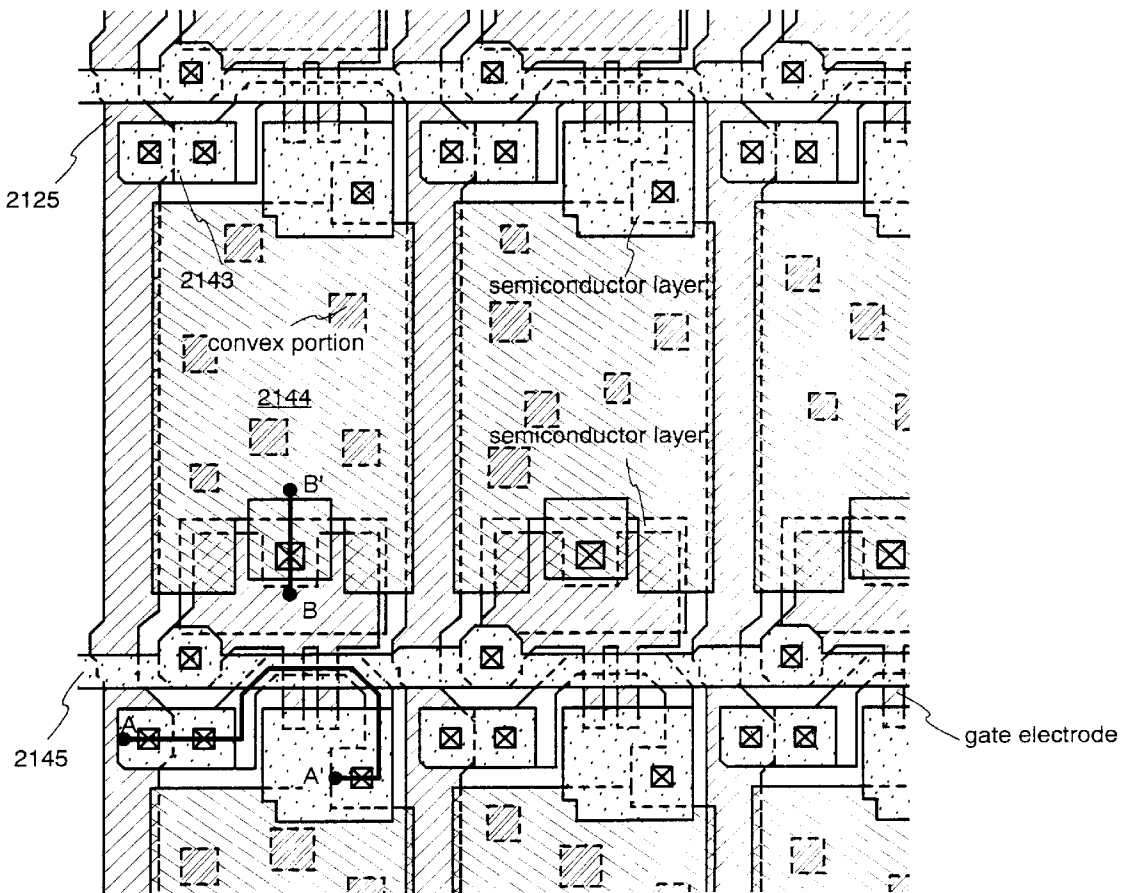 2125
2143
semiconductor layer
convex portion
2144
semiconductor layer
B'
B
A
A'
2145
gate electrode